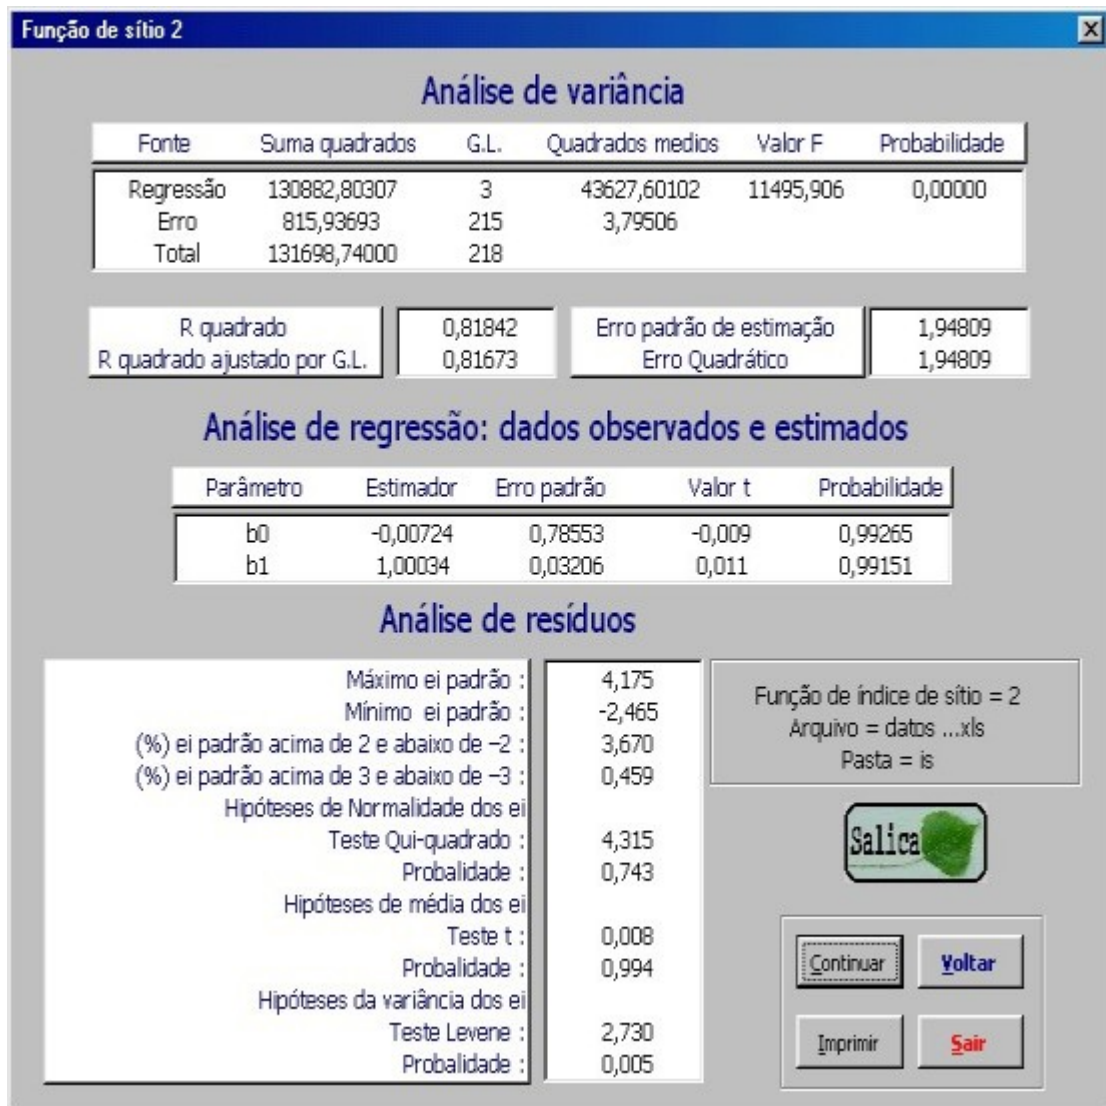 Função de sítio 2
Análise de variância
Fonte Suma quadrados G.L. Quadrados medios Valor F Probabilidade
Regressão 130882,80307 3 43627,60102 11495,906 0,00000
Erro 815,93693 215 3,79506
Total 131698,74000 218
R quadrado 0,81842 Erro padrão de estimação 1,94809
R quadrado ajustado por G.L. 0,81673 Erro Quadrático 1,94809
Análise de regressão: dados observados e estimados
Parâmetro Estimador Erro padrão Valor t Probabilidade
b0 -0,00724 0,78553 -0,009 0,99265
b1 1,00034 0,03206 0,011 0,99151
Análise de resíduos
Máximo ei padrão : 4,175
Mínimo ei padrão : -2,465
(%) ei padrão acima de 2 e abaixo de –2 : 3,670
(%) ei padrão acima de 3 e abaixo de –3 : 0,459
Hipóteses de Normalidade dos ei
Teste Qui-quadrado : 4,315
Probalidade : 0,743
Hipóteses de média dos ei
Teste t : 0,008
Probalidade : 0,994
Hipóteses da variância dos ei
Teste Levene : 2,730
Probalidade : 0,005
Função de índice de sítio = 2
Arquivo = datos ...xls
Pasta = is
Salica
Continuar Voltar
Imprimir Sair